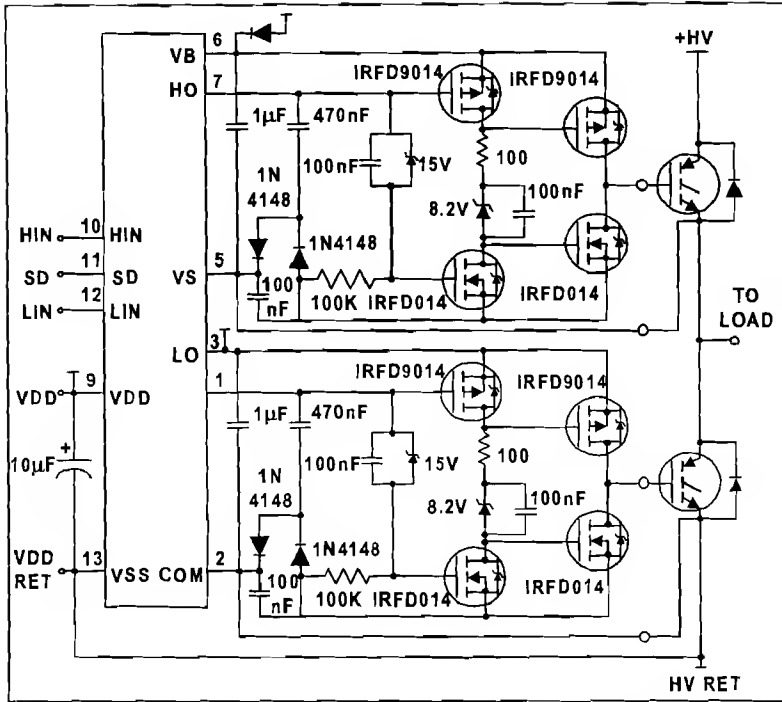 6
VB
+HV
7
HO
IRFD9014
IRFD9014
1µF
470nF
100nF
15V
100
1N
4148
8.2V
100nF
10
HIN
HIN
11
SD
SD
5
VS
1N4148
12
LIN
LIN
100
nF
100K
IRFD014
IRFD014
TO
LOAD
3
LO
IRFD9014
IRFD9014
9
VDD
VDD
1
1µF
470nF
+
10µF
100nF
15V
100
1N
4148
8.2V
100nF
VDD
RET
13
VSS
COM
2
1N4148
100
nF
100K
IRFD014
IRFD014
HV RET